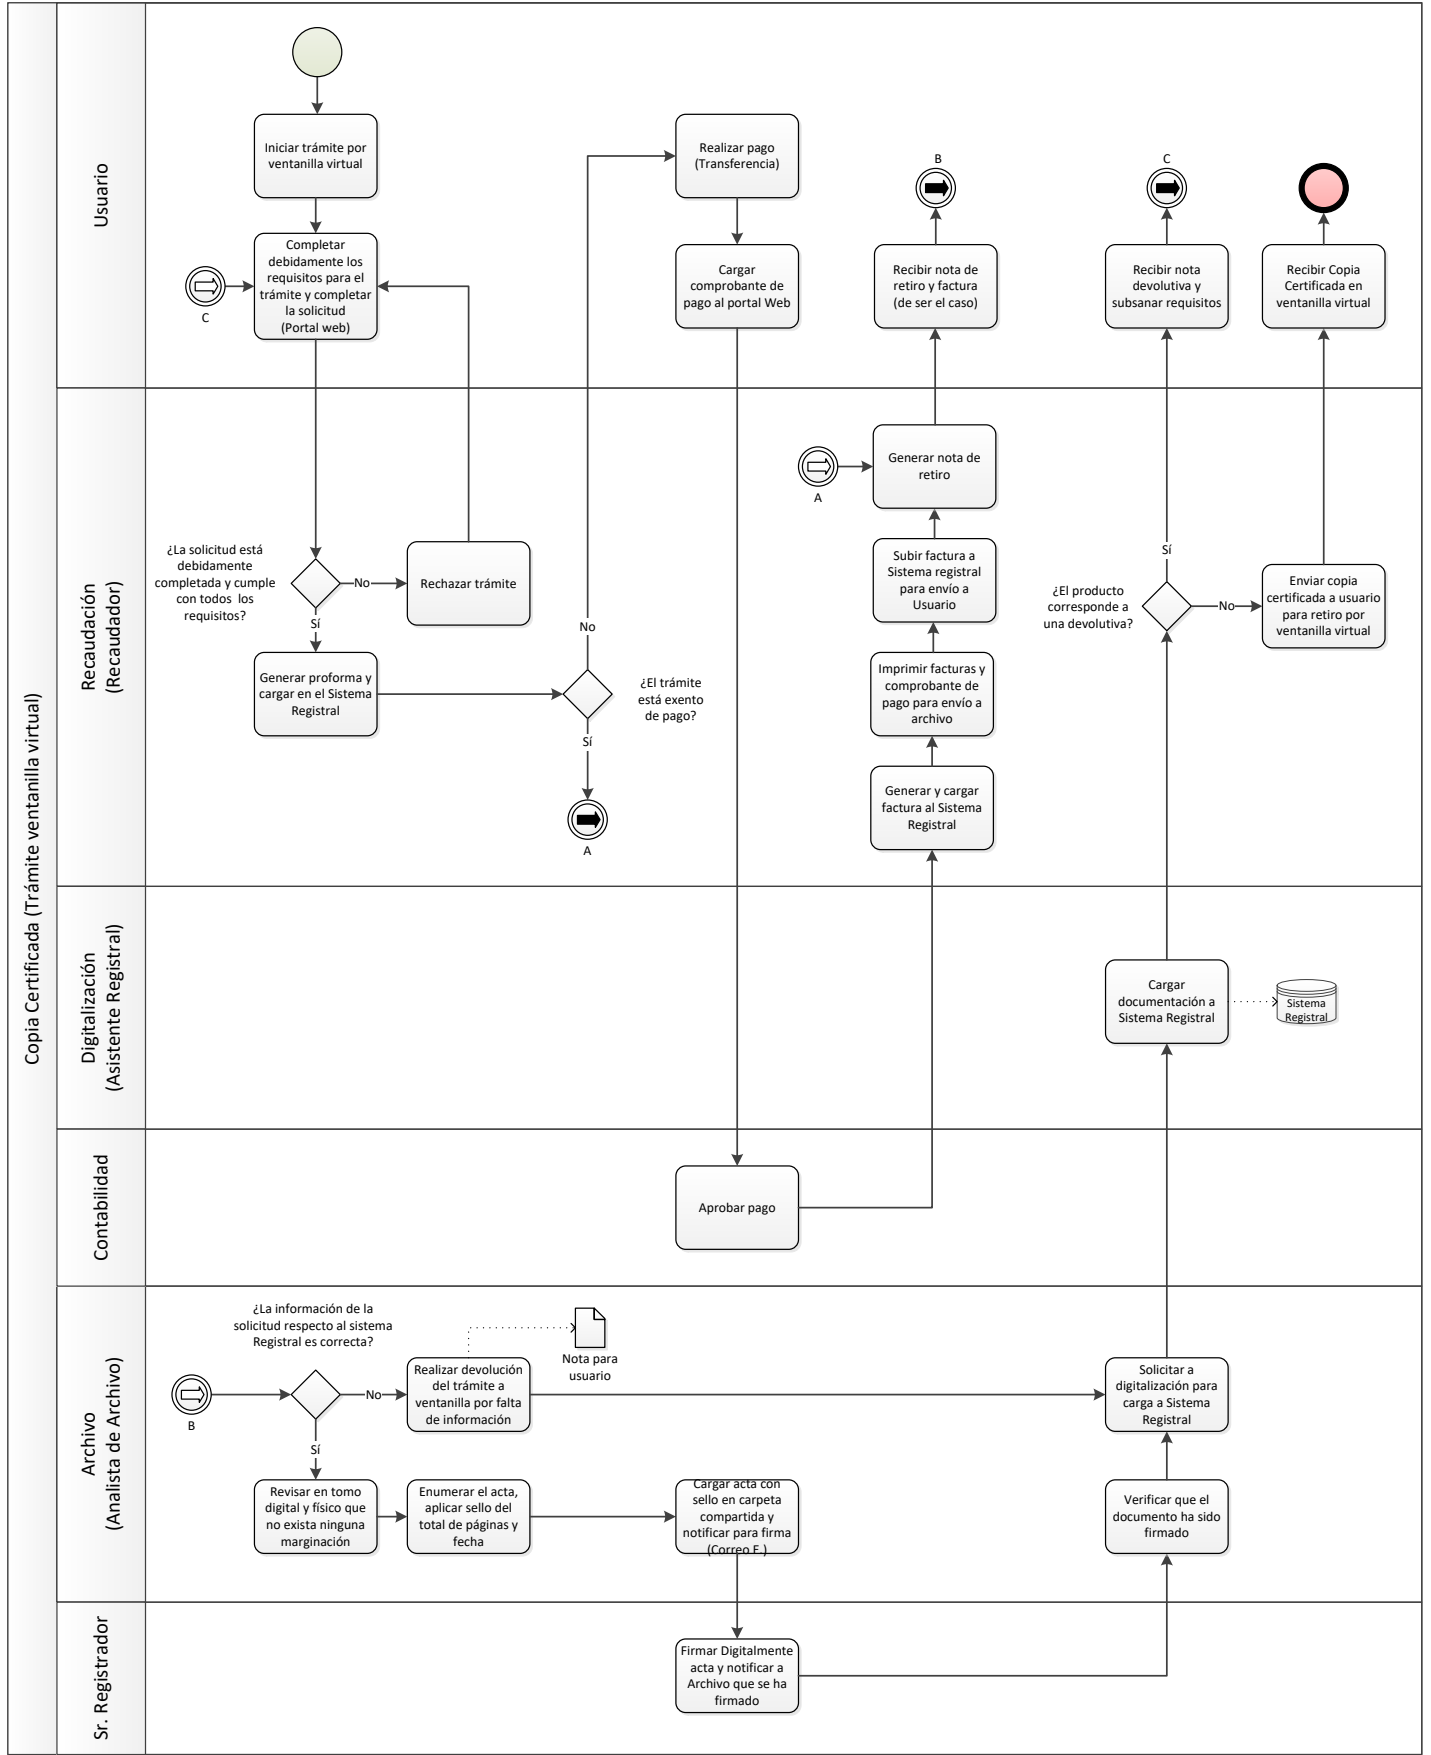 Copia Certificada (Trámite ventanilla virtual)
Usuario
Iniciar trámite por
ventanilla virtual
Completar
debidamente los
requisitos para el
trámite y completar
la solicitud
(Portal web)
C
Realizar pago
(Transferencia)
Cargar
comprobante de
pago al portal Web
B
Recibir nota de
retiro y factura
(de ser el caso)
C
Recibir nota
devolutiva y
subsanar requisitos
Recibir Copia
Certificada en
ventanilla virtual
Recaudación
(Recaudador)
¿La solicitud está
debidamente
completada y cumple
con todos los
requisitos?
No
Rechazar trámite
Sí
Generar proforma y
cargar en el Sistema
Registral
No
¿El trámite
está exento
de pago?
Sí
A
A
Generar nota de
retiro
Subir factura a
Sistema registral
para envío a
Usuario
Imprimir facturas y
comprobante de
pago para envío a
archivo
Generar y cargar
factura al Sistema
Registral
Sí
¿El producto
corresponde a
una devolutiva?
No
Enviar copia
certificada a usuario
para retiro por
ventanilla virtual
Digitalización
(Asistente Registral)
Cargar
documentación a
Sistema Registral
Sistema
Registral
Contabilidad
Aprobar pago
Archivo
(Analista de Archivo)
¿La información de la
solicitud respecto al sistema
Registral es correcta?
B
No
Realizar devolución
del trámite a
ventanilla por falta
de información
Nota para
usuario
Solicitar a
digitalización para
carga a Sistema
Registral
Sí
Revisar en tomo
digital y físico que
no exista ninguna
marginación
Enumerar el acta,
aplicar sello del
total de páginas y
fecha
Cargar acta con
sello en carpeta
compartida y
notificar para firma
(Correo E.)
Verificar que el
documento ha sido
firmado
Sr. Registrador
Firmar Digitalmente
acta y notificar a
Archivo que se ha
firmado